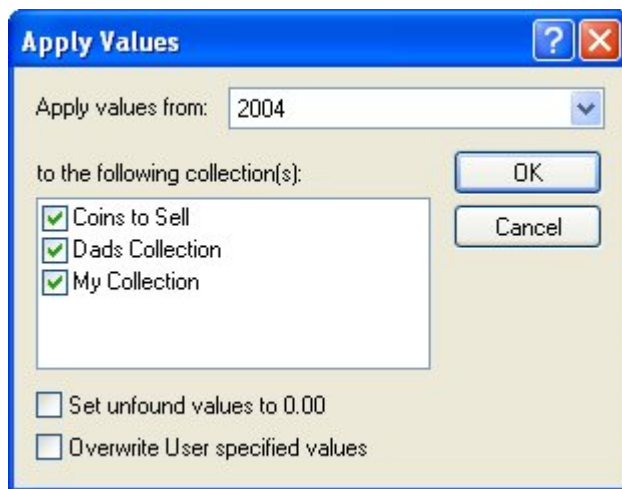 Apply Values
Apply values from: 2004
to the following collection(s):
OK
Coins to Sell
Dads Collection
My Collection
Cancel
Set unfound values to 0.00
Overwrite User specified values